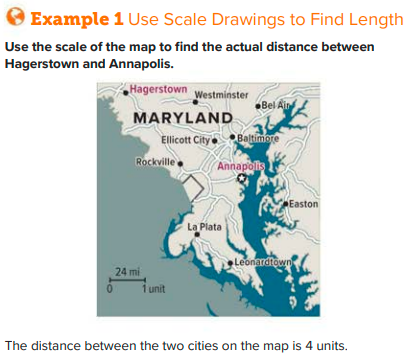 Example 1 Use Scale Drawings to Find Length
Use the scale of the map to find the actual distance between
Hagerstown and Annapolis.
Hagerstown
Westminster
Bel Air
MARYLAND
Ellicott City
Baltimore
Rockville
Annapolis
Easton
La Plata
Leonardtown
24 mi
0 1 unit
The distance between the two cities on the map is 4 units.